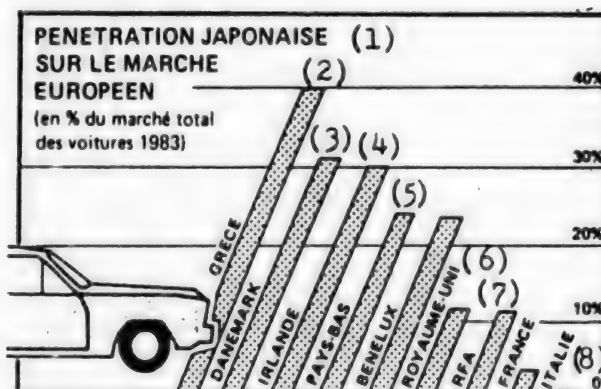 PENETRATION JAPONAISE (1)
SUR LE MARCHE
EUROPEEN
(en % du marché total
des voitures 1983)
(2)
40%
(3)
(4)
30%
(5)
20%
(6)
(7)
10%
(8)
GRECE
DANEMARK
IRLANDE
PAYS-BAS
BENELUX
ROYAUME-UNI
RFA
FRANCE
ITALIE